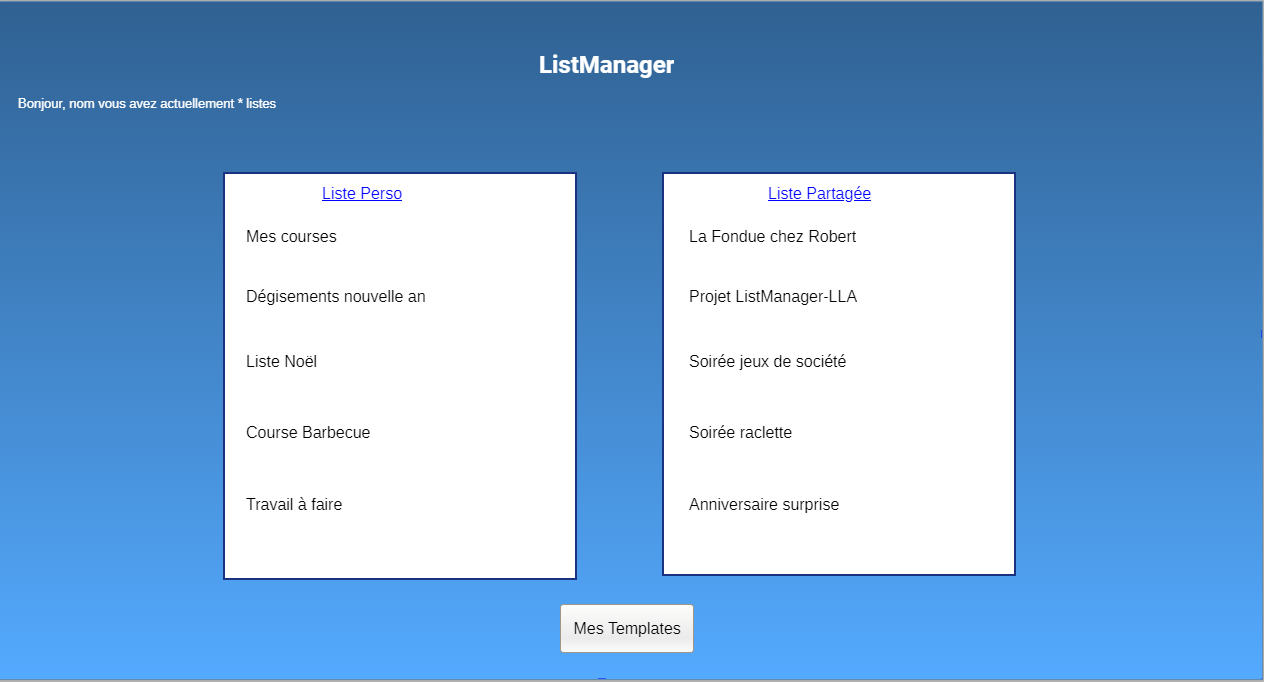 ListManager
Bonjour, nom vous avez actuellement * listes
Liste Perso
Mes courses
Dégisements nouvelle an
Liste Noël
Course Barbecue
Travail à faire
Liste Partagée
La Fondue chez Robert
Projet ListManager-LLA
Soirée jeux de société
Soirée raclette
Anniversaire surprise
Mes Templates